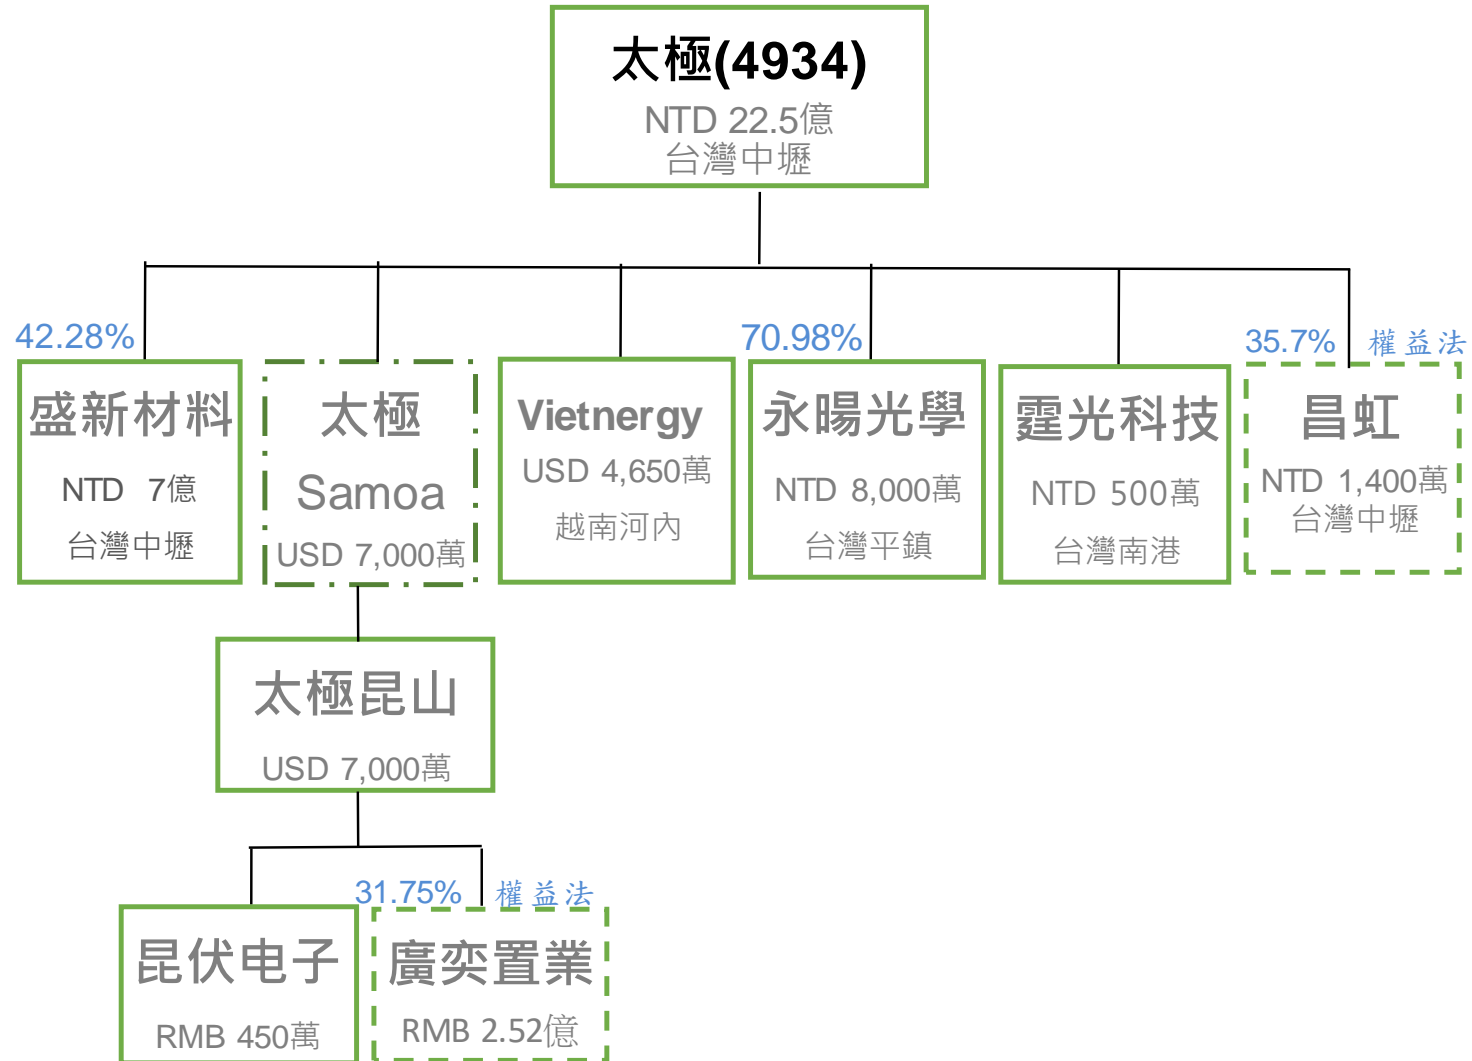 太極(4934)
NTD 22.5億
台灣中壢
42.28%
盛新材料
NTD 7億
台灣中壢
太極
Samoa
USD 7,000萬
Vietnergy
USD 4,650萬
越南河內
70.98%
永暘光學
NTD 8,000萬
台灣平鎮
霆光科技
NTD 500萬
台灣南港
35.7% 權益法
昌虹
NTD 1,400萬
台灣中壢
太極昆山
USD 7,000萬
昆伏电子
RMB 450萬
31.75% 權益法
廣奕置業
RMB 2.52億